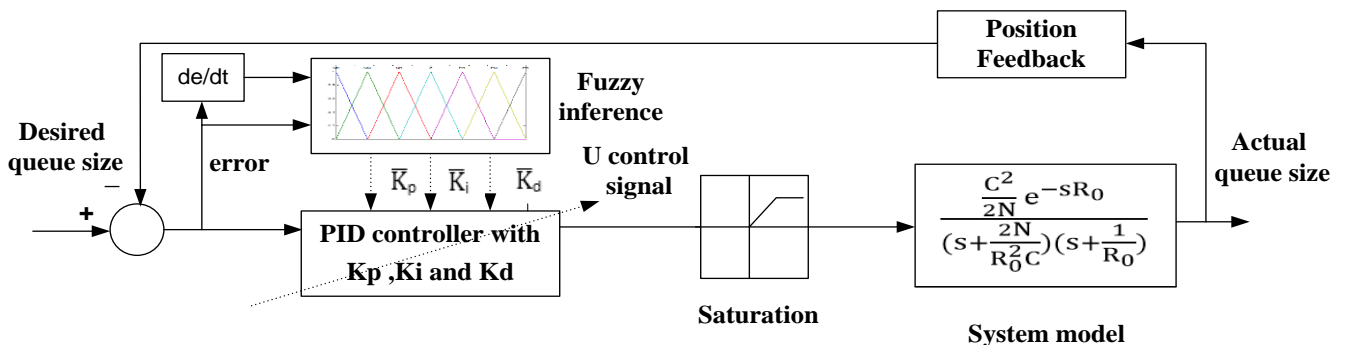 Position
Feedback
de/dt
Fuzzy
inference
Desired
queue size
error
−
+
K̅p K̅i K̅d
U control
signal
Actual
queue size
PID controller with
Kp ,Ki and Kd
Saturation
C²/2N e^−sR₀
(s+2N/R₀²C)(s+1/R₀)
System model